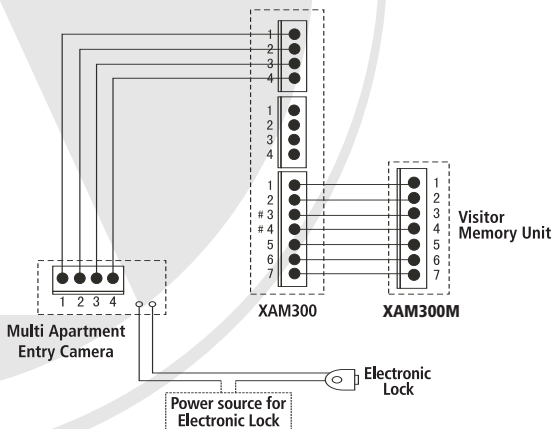 1
2
3
4
1
2
3
4
1
2
# 3
# 4
5
6
7
1
2
3
4
5
6
7
Visitor
Memory Unit
XAM300
XAM300M
1 2 3 4
Multi Apartment
Entry Camera
Electronic
Lock
Power source for
Electronic Lock